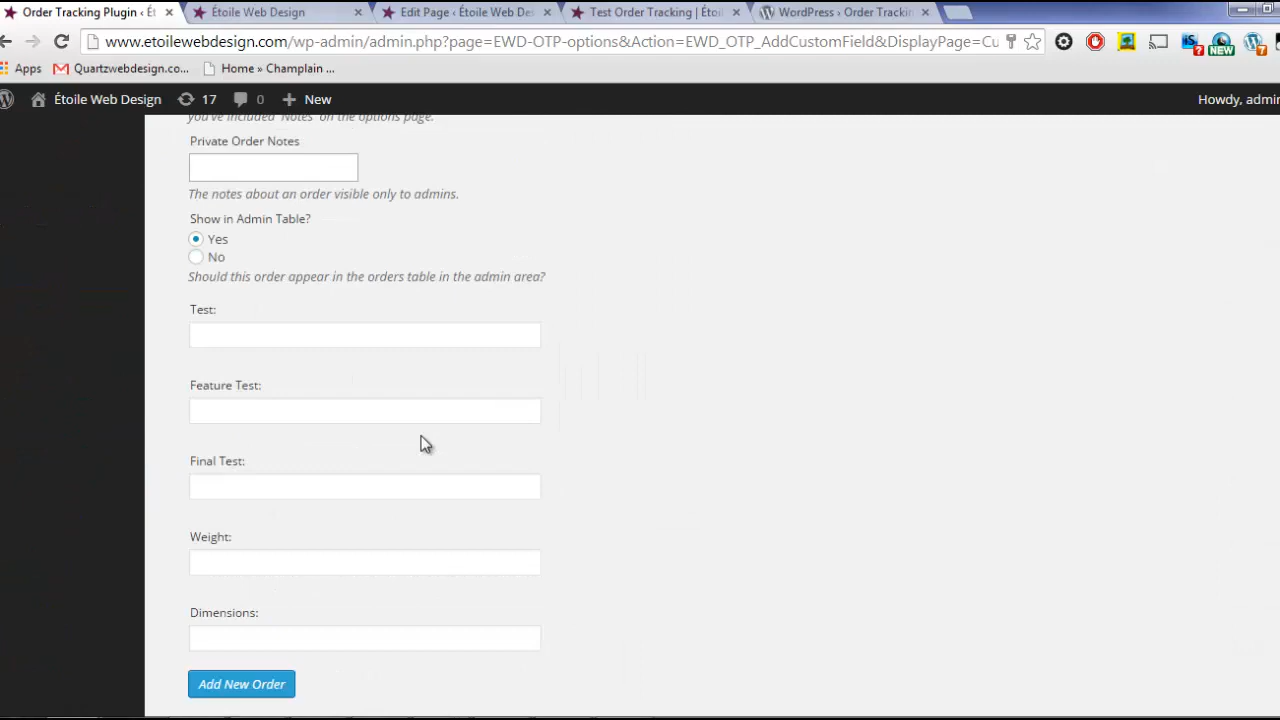 Order Tracking Plugin ‹ Ét
Étoile Web Design
Edit Page ‹ Étoile Web De
Test Order Tracking | Étoi
WordPress › Order Trackin
www.etoilewebdesign.com/wp-admin/admin.php?page=EWD-OTP-options&Action=EWD_OTP_AddCustomField&DisplayPage=Cu
Apps
Quartzwebdesign.co...
Home » Champlain ...
NEW
Étoile Web Design
17
0
New
Howdy, admin
you've included "Notes" on the options page.
Private Order Notes
The notes about an order visible only to admins.
Show in Admin Table?
Yes
No
Should this order appear in the orders table in the admin area?
Test:
Feature Test:
Final Test:
Weight:
Dimensions:
Add New Order